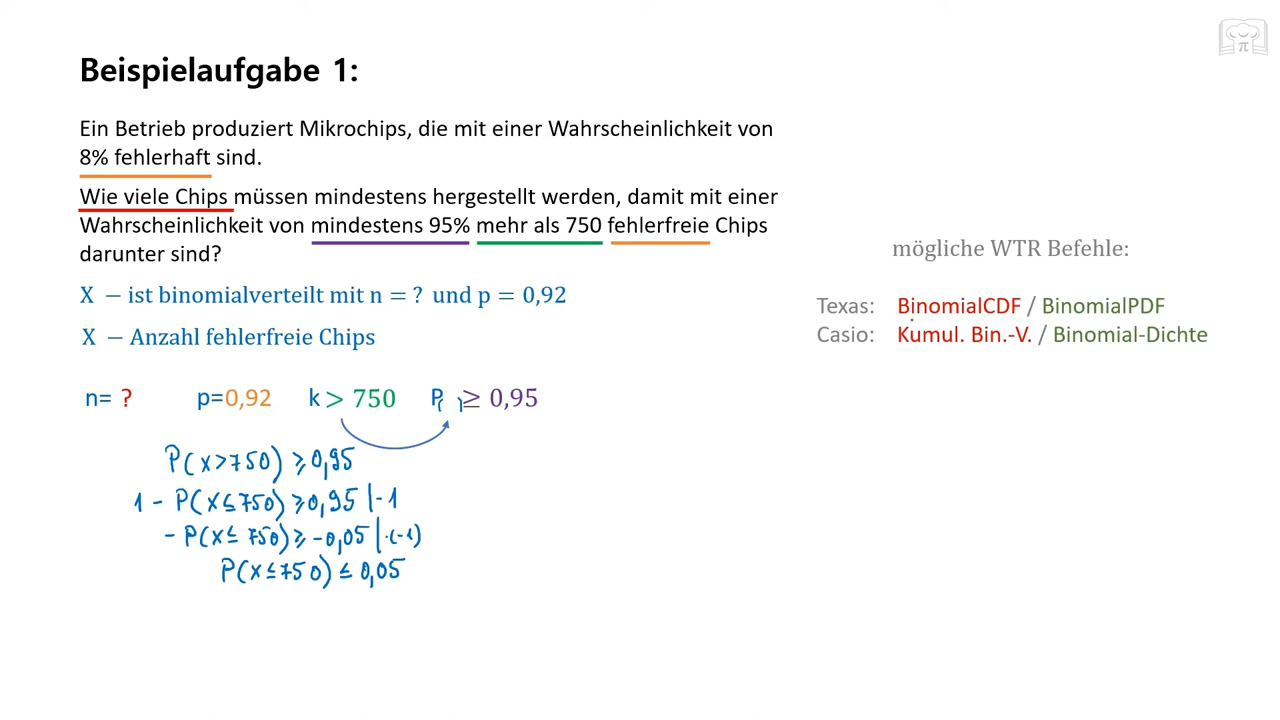 Beispielaufgabe 1:
Ein Betrieb produziert Mikrochips, die mit einer Wahrscheinlichkeit von
8% fehlerhaft sind.
Wie viele Chips müssen mindestens hergestellt werden, damit mit einer
Wahrscheinlichkeit von mindestens 95% mehr als 750 fehlerfreie Chips
darunter sind?
X – ist binomialverteilt mit n = ? und p = 0,92
X – Anzahl fehlerfreie Chips
n= ? p=0,92 k > 750 P( ) ≥ 0,95
P(X>750) ≥ 0,95
1 - P(X≤750) ≥ 0,95 |-1
- P(X≤750) ≥ -0,05 |·(-1)
P(X≤750) ≤ 0,05
mögliche WTR Befehle:
Texas: BinomialCDF / BinomialPDF
Casio: Kumul. Bin.-V. / Binomial-Dichte
π